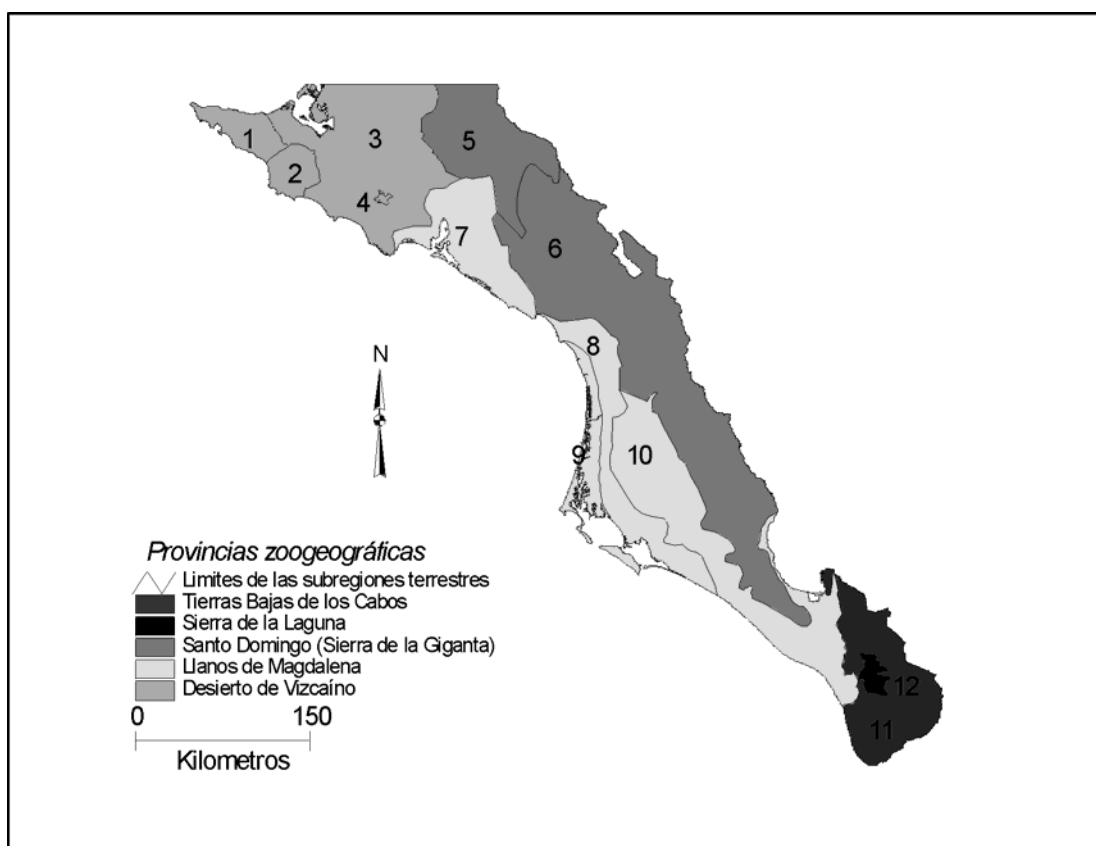 1
2
3
4
5
6
7
8
9
10
11
12
N
Provincias zoogeográficas
Limites de las subregiones terrestres
Tierras Bajas de los Cabos
Sierra de la Laguna
Santo Domingo (Sierra de la Giganta)
Llanos de Magdalena
Desierto de Vizcaíno
0 150
Kilometros